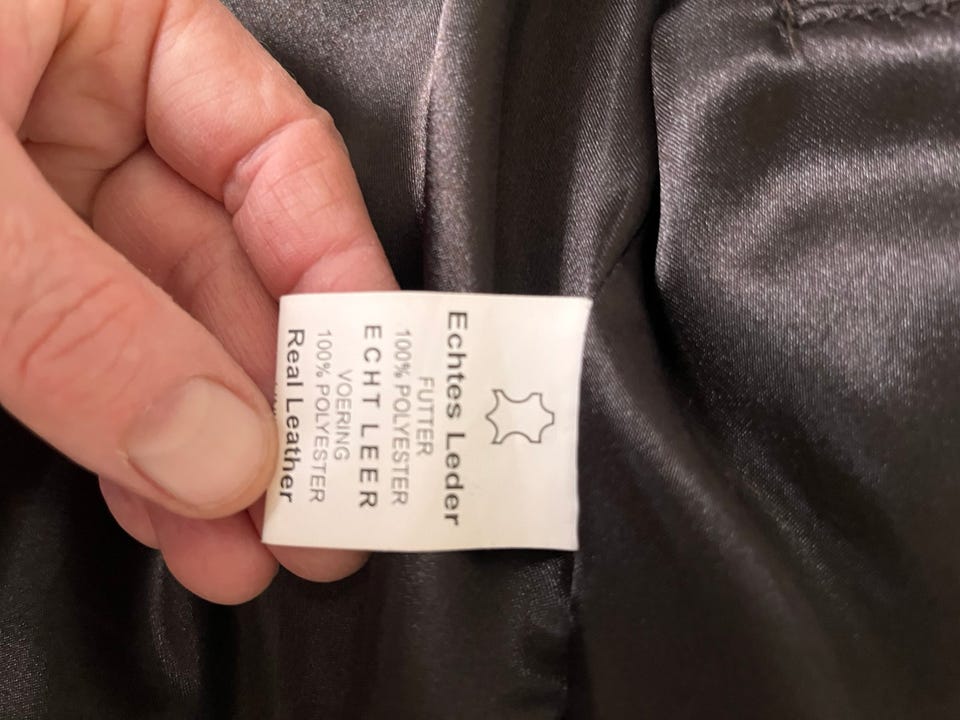 Echtes Leder
FUTTER
100% POLYESTER
ECHT LEER
VOERING
100% POLYESTER
Real Leather